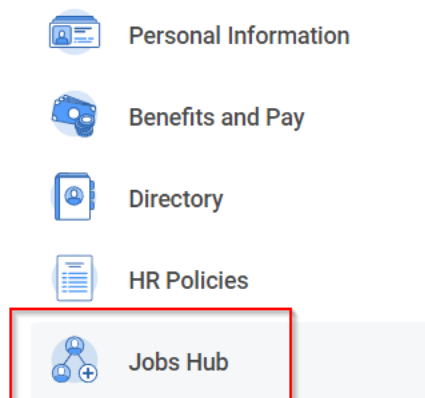 Personal Information
Benefits and Pay
Directory
HR Policies
Jobs Hub